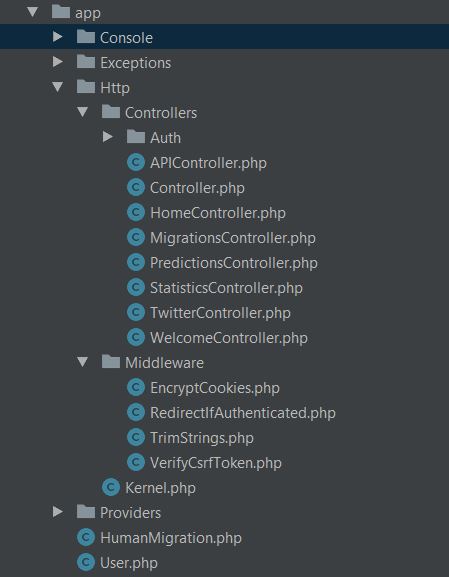 app
Console
Exceptions
Http
Controllers
Auth
APIController.php
Controller.php
HomeController.php
MigrationsController.php
PredictionsController.php
StatisticsController.php
TwitterController.php
WelcomeController.php
Middleware
EncryptCookies.php
RedirectIfAuthenticated.php
TrimStrings.php
VerifyCsrfToken.php
Kernel.php
Providers
HumanMigration.php
User.php